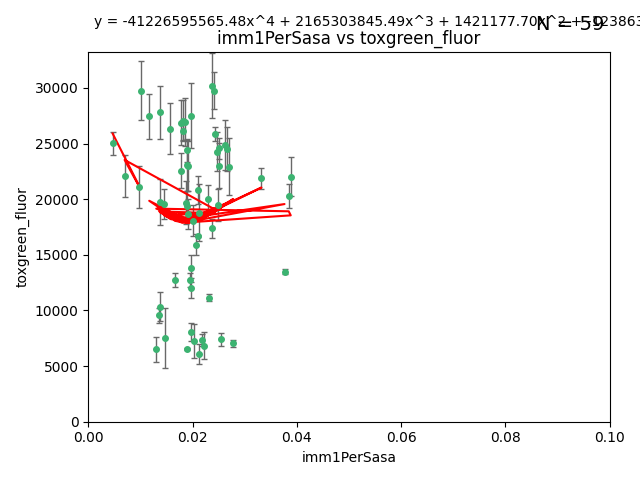 y = -41226595565.48x^4 + 2165303845.49x^3 + 1421177.70x^2 +
N = 59
imm1PerSasa vs toxgreen_fluor
30000
25000
20000
15000
10000
5000
0
toxgreen_fluor
0.00 0.02 0.04 0.06 0.08 0.10
imm1PerSasa